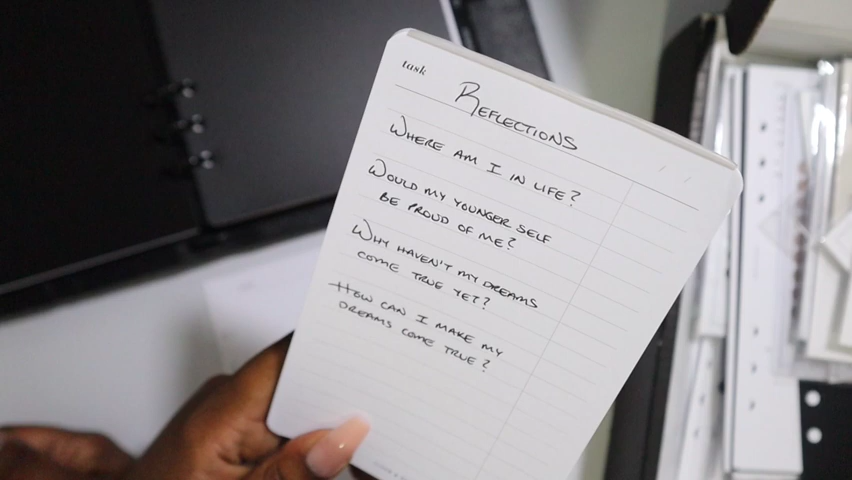 task
REFLECTIONS
WHERE AM I IN LIFE?
WOULD MY YOUNGER SELF
BE PROUD OF ME?
WHY HAVEN'T MY DREAMS
COME TRUE YET?
HOW CAN I MAKE MY
DREAMS COME TRUE?